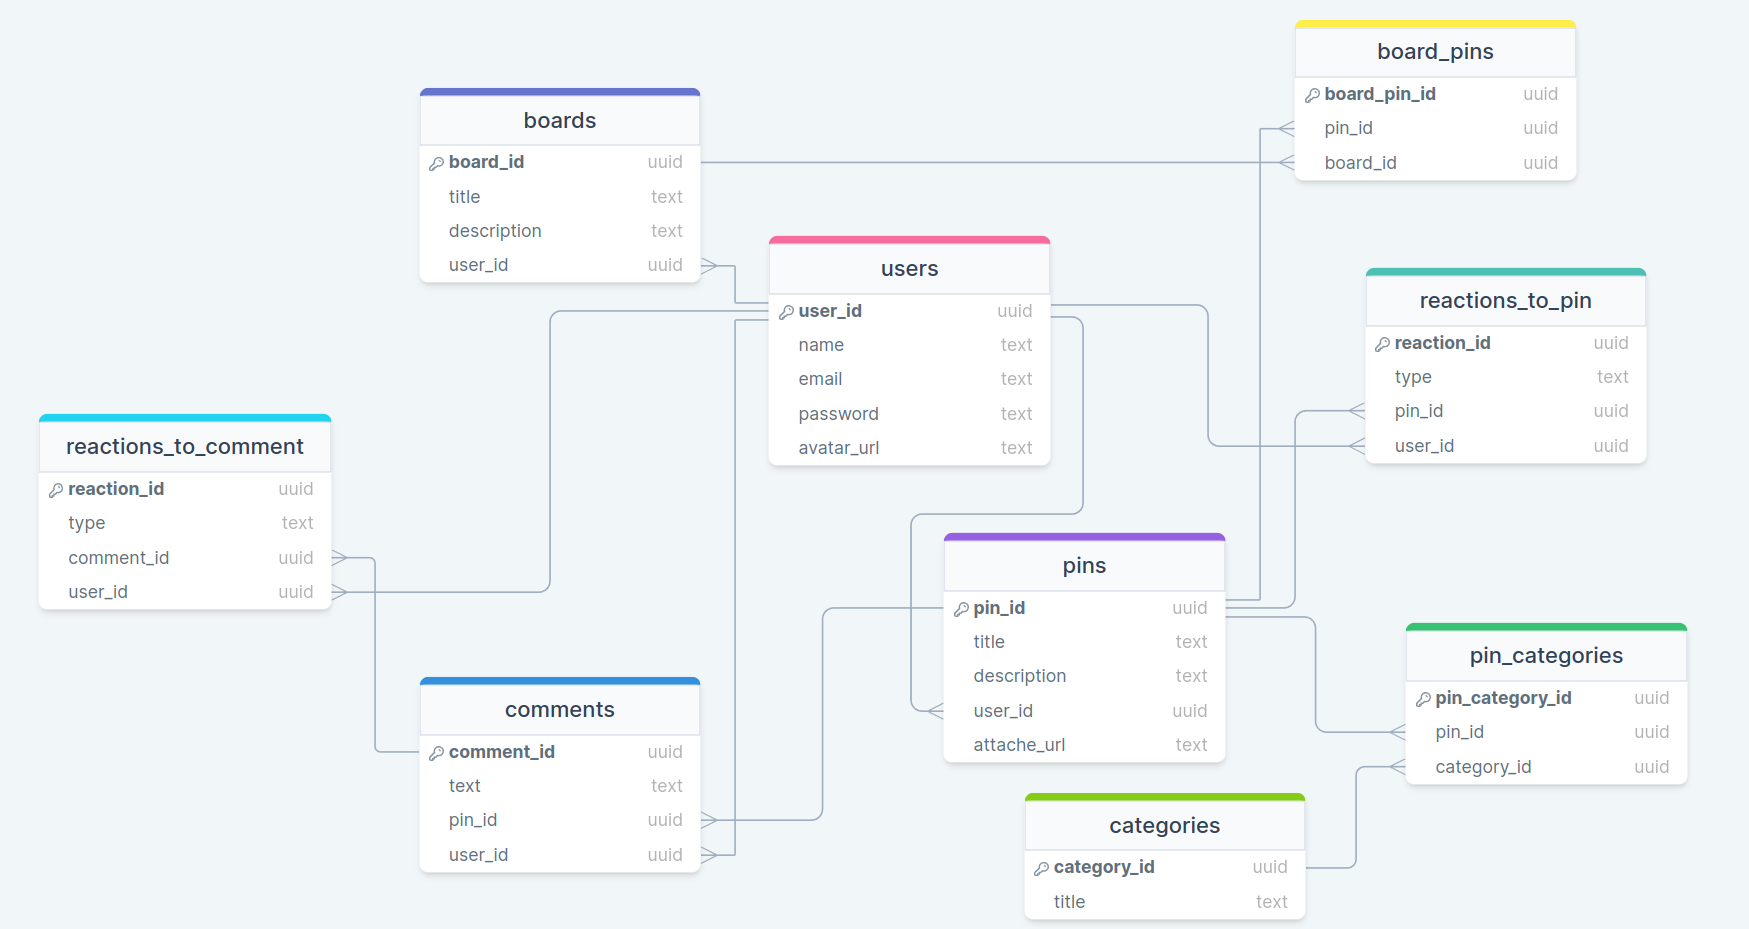 board_pins
board_pin_id uuid
pin_id uuid
board_id uuid
boards
board_id uuid
title text
description text
user_id uuid
users
user_id uuid
name text
email text
password text
avatar_url text
reactions_to_pin
reaction_id uuid
type text
pin_id uuid
user_id uuid
reactions_to_comment
reaction_id uuid
type text
comment_id uuid
user_id uuid
pins
pin_id uuid
title text
description text
user_id uuid
attache_url text
pin_categories
pin_category_id uuid
pin_id uuid
category_id uuid
comments
comment_id uuid
text text
pin_id uuid
user_id uuid
categories
category_id uuid
title text